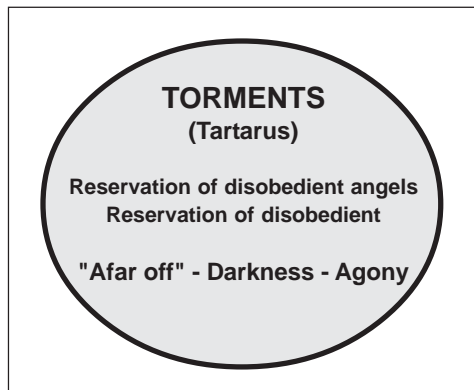 TORMENTS
(Tartarus)
Reservation of disobedient angels
Reservation of disobedient
"Afar off" - Darkness - Agony